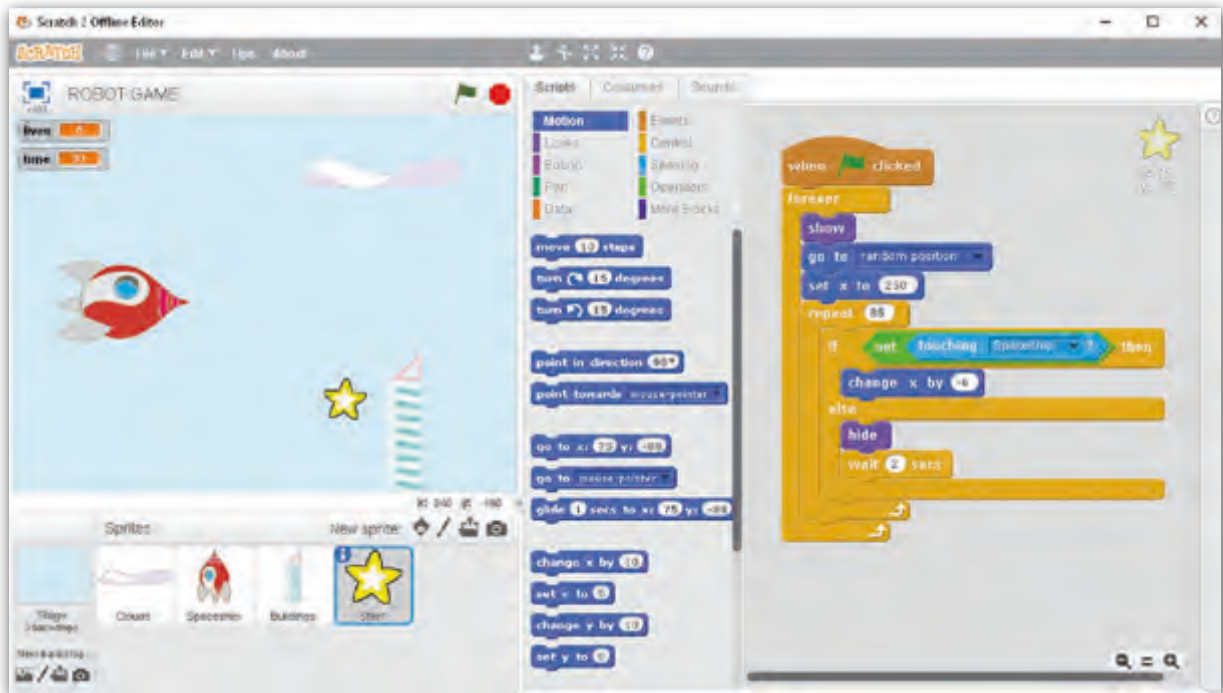 Scratch 2 Offline Editor
SCRATCH File Edit Tips About
ROBOT GAME
lives
time
Scripts Costumes Sounds
Motion Events
Looks Control
Sensing
Pen Operators
Data More Blocks
move 10 steps
turn 15 degrees
turn 15 degrees
point in direction 90
point towards mouse-pointer
go to x: 75 y:
go to mouse-pointer
glide 1 secs to x: 75 y:
change x by 10
set x to 0
change y by 10
set y to 0
when clicked
forever
show
go to random position
set x to 250
repeat
if not touching Spaceship ? then
change x by -6
else
hide
wait 2 secs
Sprites New sprite:
Stage
Clouds Spaceship Buildings